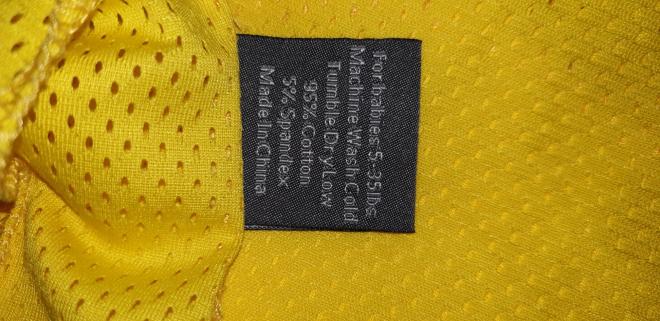 For babies 5-35lbs
Machine Wash Cold
Tumble Dry Low
95% Cotton
5% Spandex
Made In China